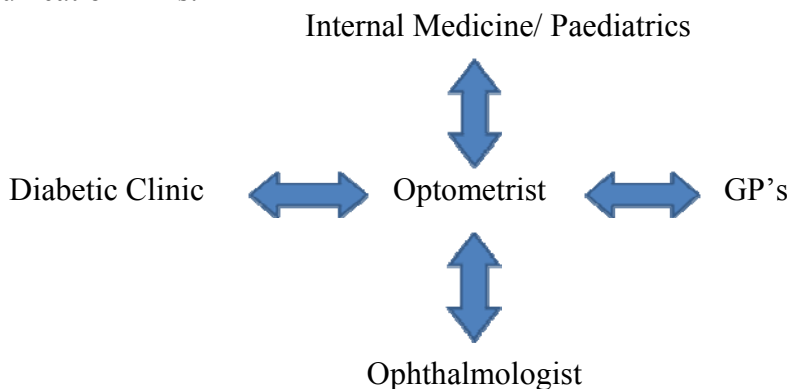 Internal Medicine/ Paediatrics
Diabetic Clinic Optometrist GP's
Ophthalmologist